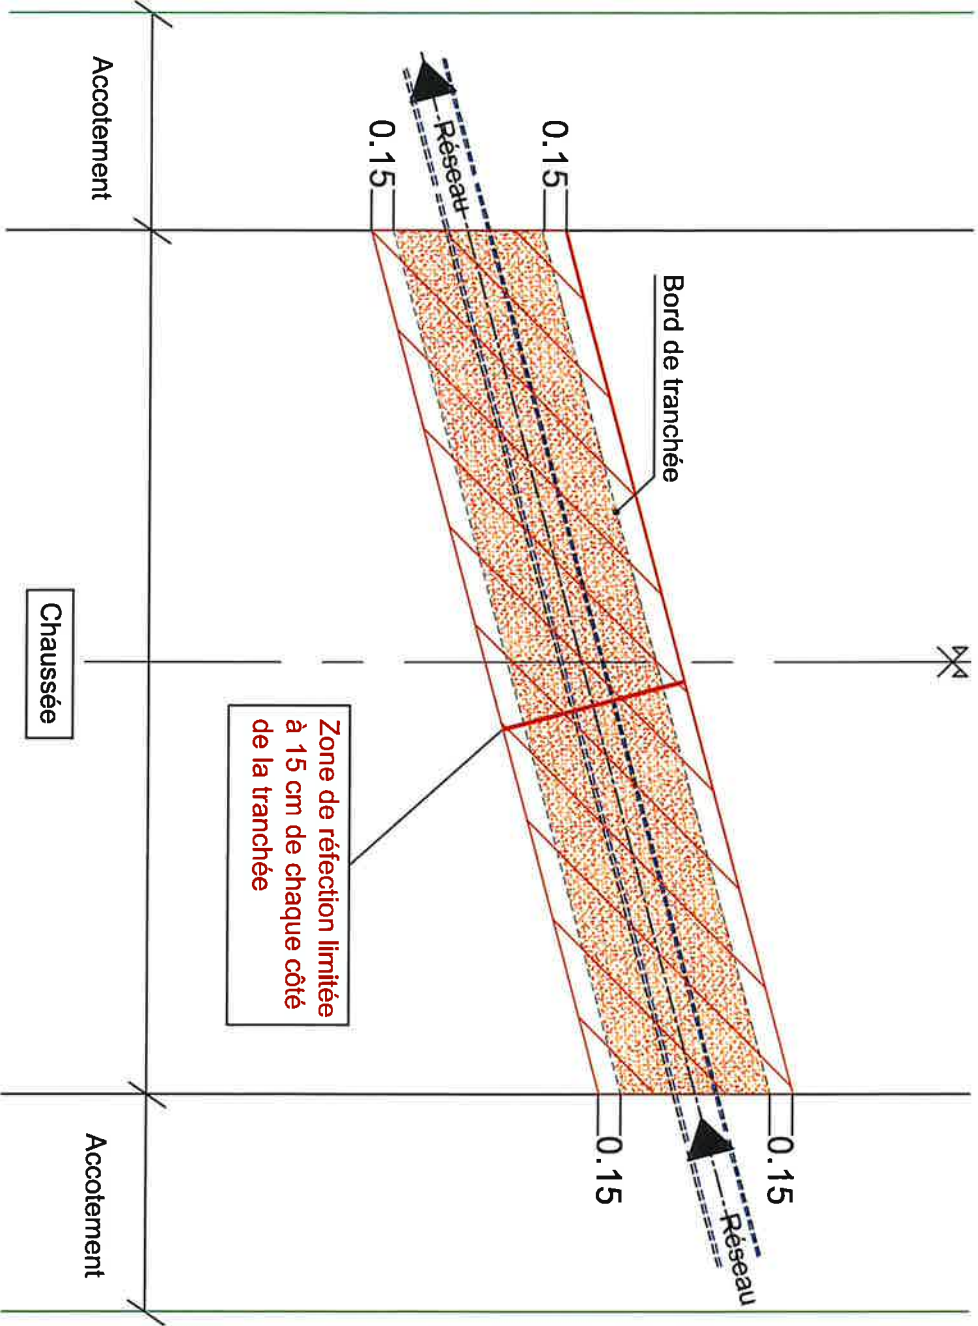 Accotement
0.15
0.15
Réseau
Bord de tranchée
Chaussée
Zone de réfection limitée
à 15 cm de chaque côté
de la tranchée
0.15
0.15
Réseau
Accotement